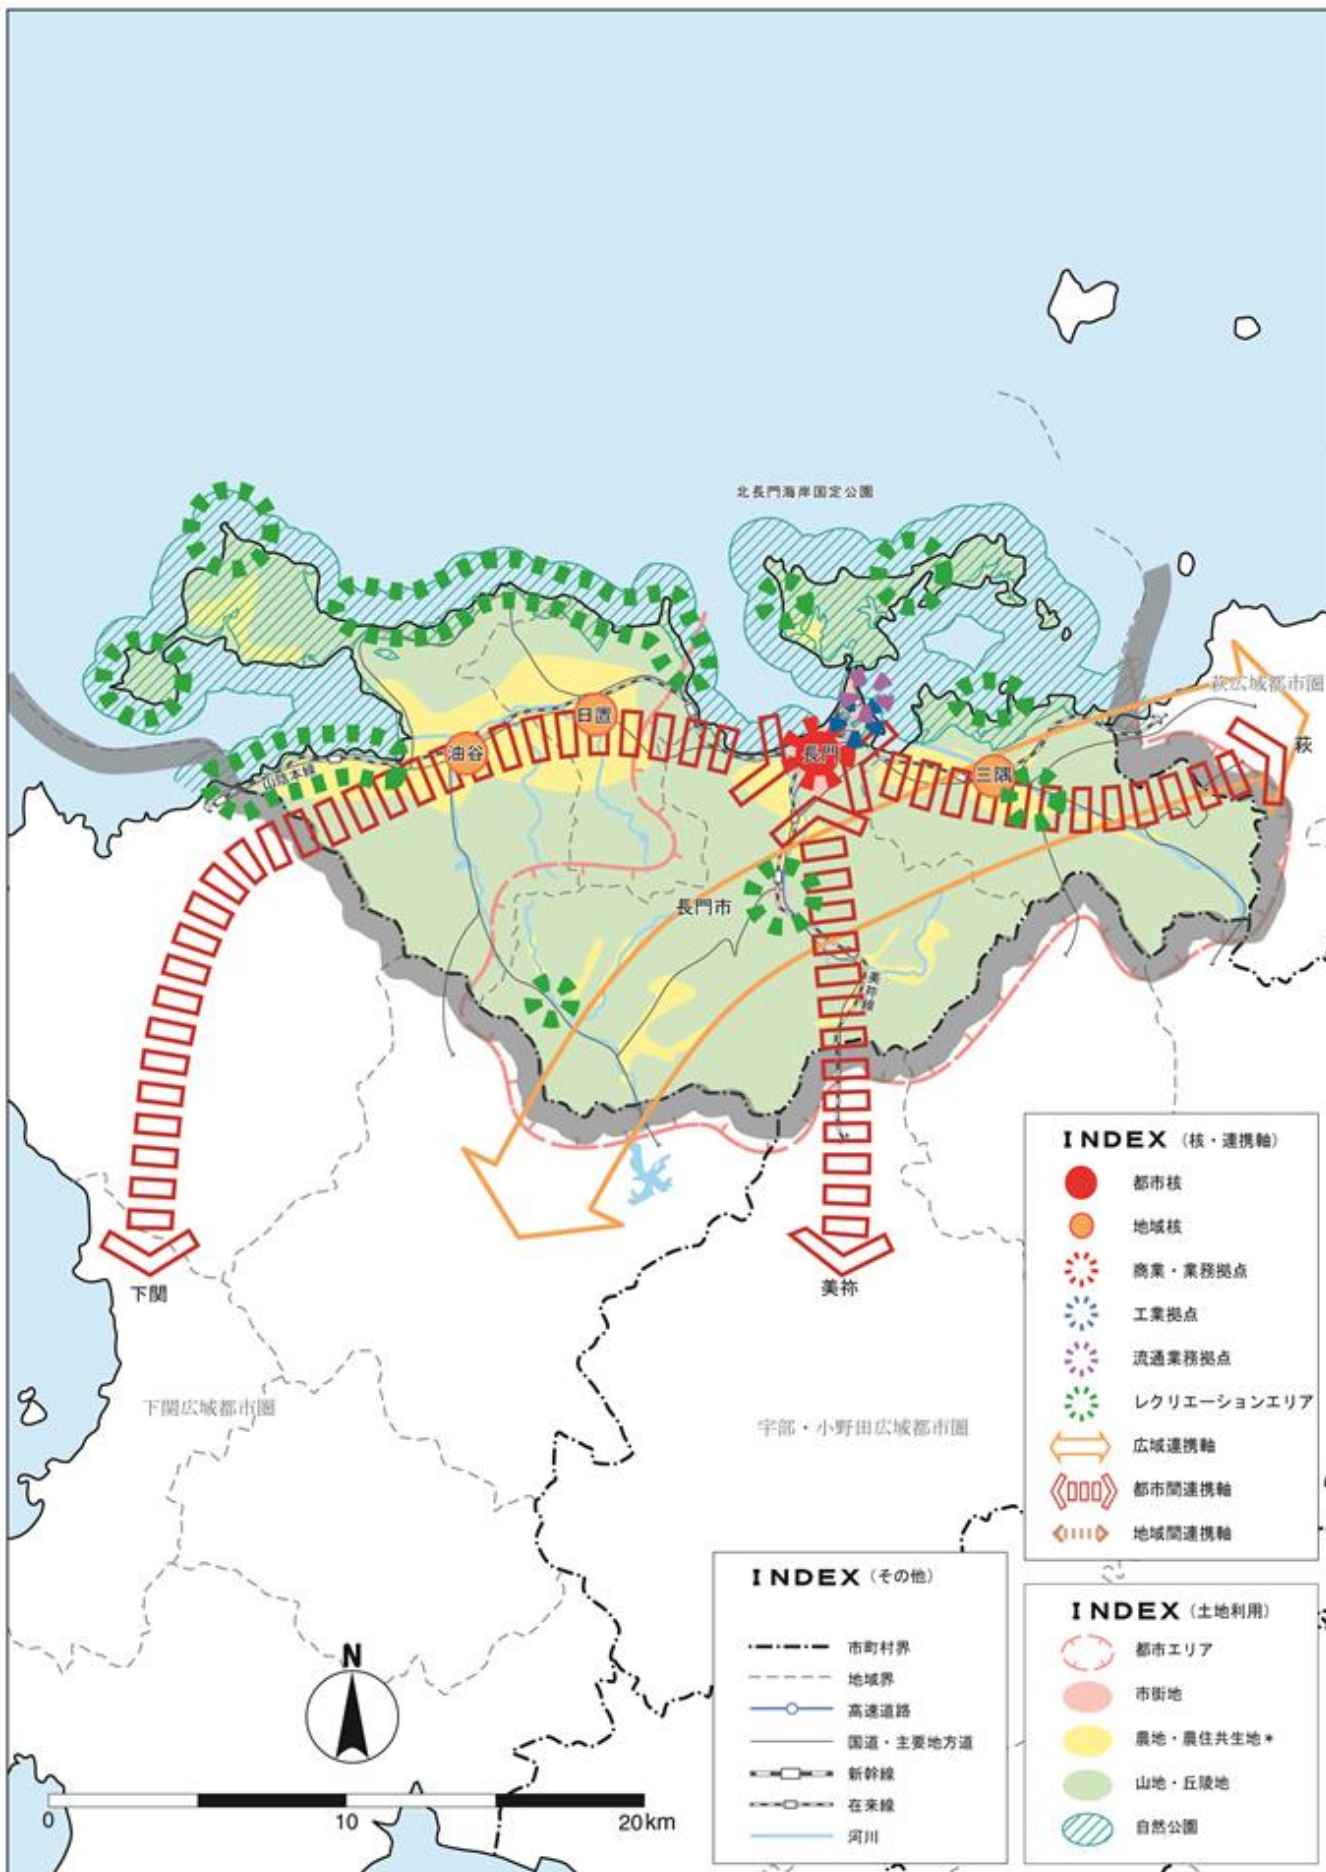 北長門海岸国定公園
萩広域都市圏
萩
日置
油谷
長門
三隅
山陰本線
長門市
美祢線
下関
美祢
下関広域都市圏
宇部・小野田広域都市圏
INDEX（核・連携軸）
都市核
地域核
商業・業務拠点
工業拠点
流通業務拠点
レクリエーションエリア
広域連携軸
都市間連携軸
地域間連携軸
INDEX（その他）
市町村界
地域界
高速道路
国道・主要地方道
新幹線
在来線
河川
INDEX（土地利用）
都市エリア
市街地
農地・農住共生地*
山地・丘陵地
自然公園
N
0 10 20km